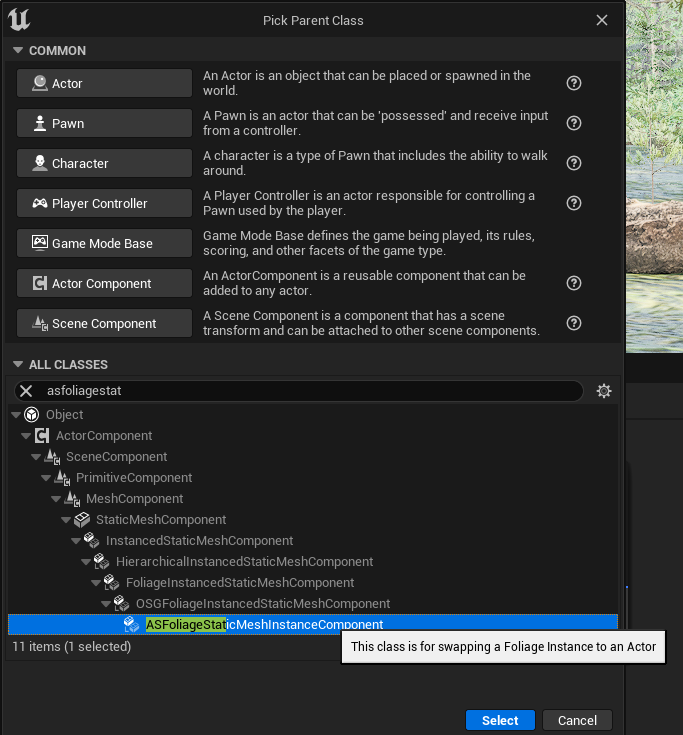 Pick Parent Class
COMMON
Actor
An Actor is an object that can be placed or spawned in the
world.
Pawn
A Pawn is an actor that can be 'possessed' and receive input
from a controller.
Character
A character is a type of Pawn that includes the ability to walk
around.
Player Controller
A Player Controller is an actor responsible for controlling a
Pawn used by the player.
Game Mode Base
Game Mode Base defines the game being played, its rules,
scoring, and other facets of the game type.
Actor Component
An ActorComponent is a reusable component that can be
added to any actor.
Scene Component
A Scene Component is a component that has a scene
transform and can be attached to other scene components.
ALL CLASSES
asfoliagestat
Object
ActorComponent
SceneComponent
PrimitiveComponent
MeshComponent
StaticMeshComponent
InstancedStaticMeshComponent
HierarchicalInstancedStaticMeshComponent
FoliageInstancedStaticMeshComponent
OSGFoliageInstancedStaticMeshComponent
ASFoliageStaticMeshInstanceComponent
11 items (1 selected)
This class is for swapping a Foliage Instance to an Actor
Select
Cancel